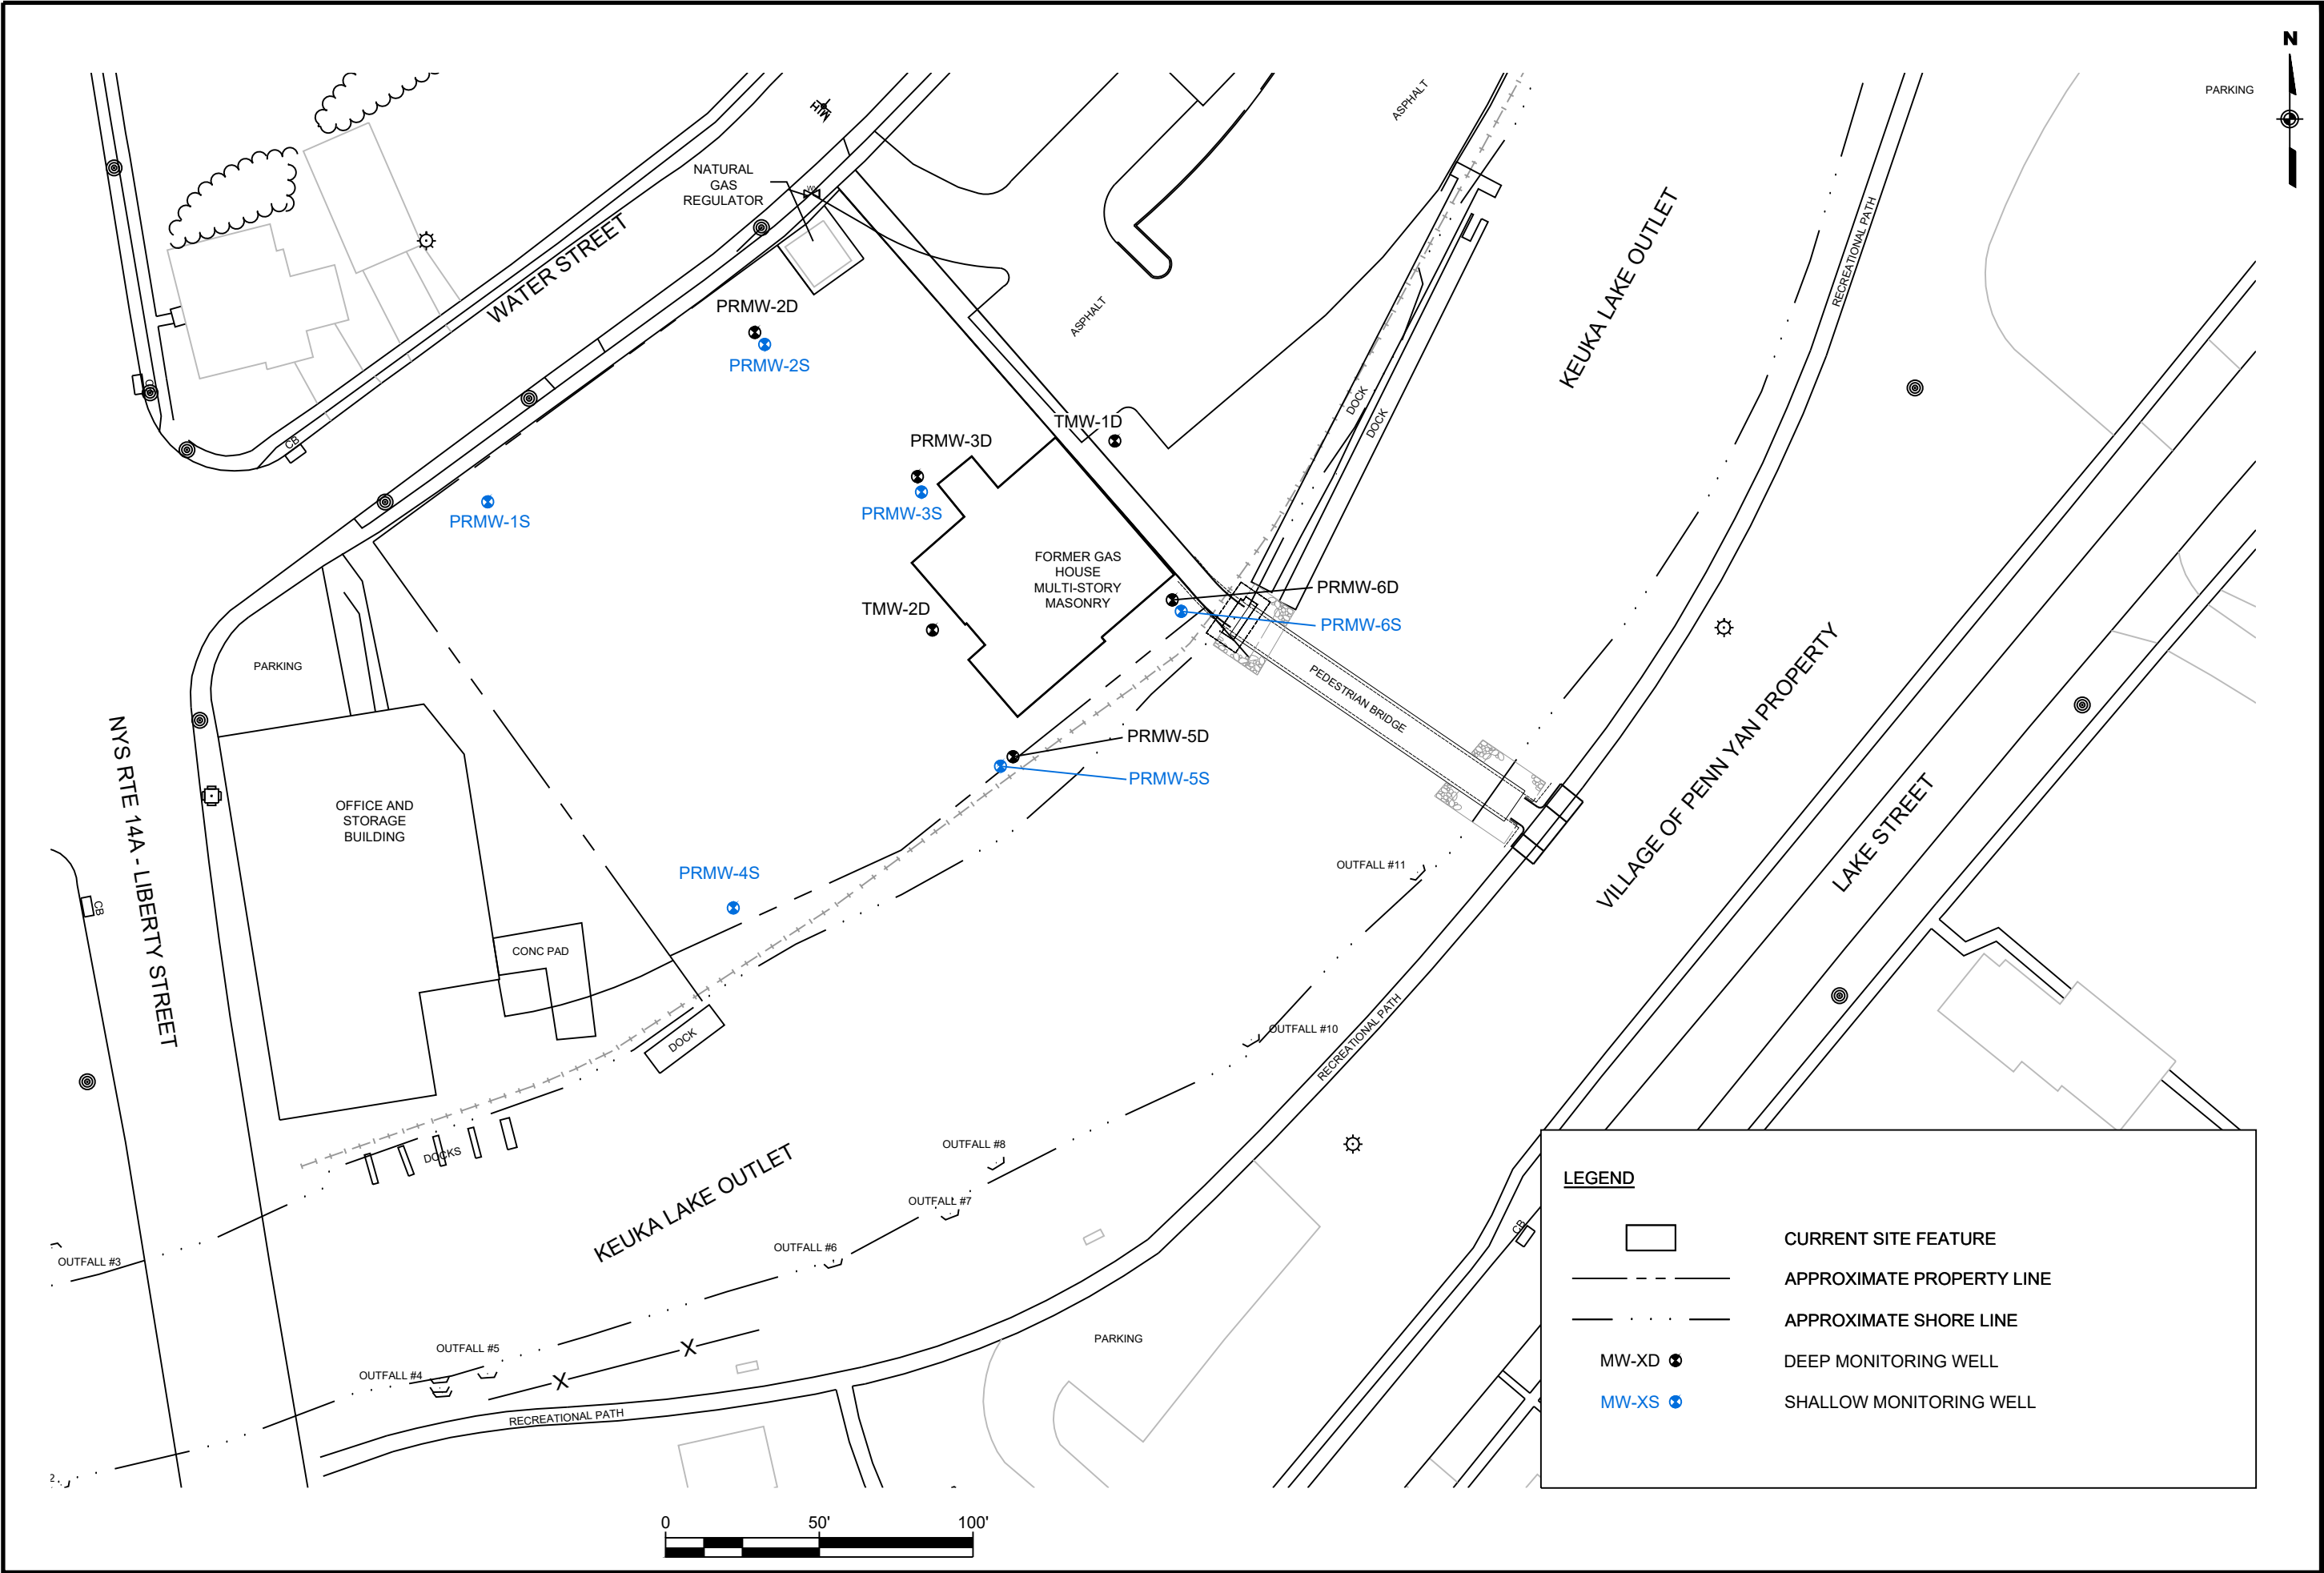 N
PARKING
ASPHALT
MH
NATURAL
GAS
REGULATOR
WV
WATER STREET
KEUKA LAKE OUTLET
RECREATIONAL PATH
PRMW-2D
PRMW-2S
ASPHALT
CB
CB
DOCK
DOCK
TMW-1D
PRMW-3D
PRMW-3S
PRMW-1S
FORMER GAS
HOUSE
MULTI-STORY
MASONRY
PRMW-6D
PRMW-6S
TMW-2D
PARKING
PEDESTRIAN BRIDGE
VILLAGE OF PENN YAN PROPERTY
NYS RTE 14A - LIBERTY STREET
PRMW-5D
PRMW-5S
OFFICE AND
STORAGE
BUILDING
LAKE STREET
OUTFALL #11
PRMW-4S
CB
CONC PAD
DOCK
OUTFALL #10
RECREATIONAL PATH
DOCKS
OUTFALL #8
KEUKA LAKE OUTLET
OUTFALL #7
OUTFALL #6
OUTFALL #3
CB
PARKING
OUTFALL #5
X
OUTFALL #4
X
RECREATIONAL PATH
2
LEGEND
CURRENT SITE FEATURE
APPROXIMATE PROPERTY LINE
APPROXIMATE SHORE LINE
MW-XD DEEP MONITORING WELL
MW-XS SHALLOW MONITORING WELL
0 50' 100'